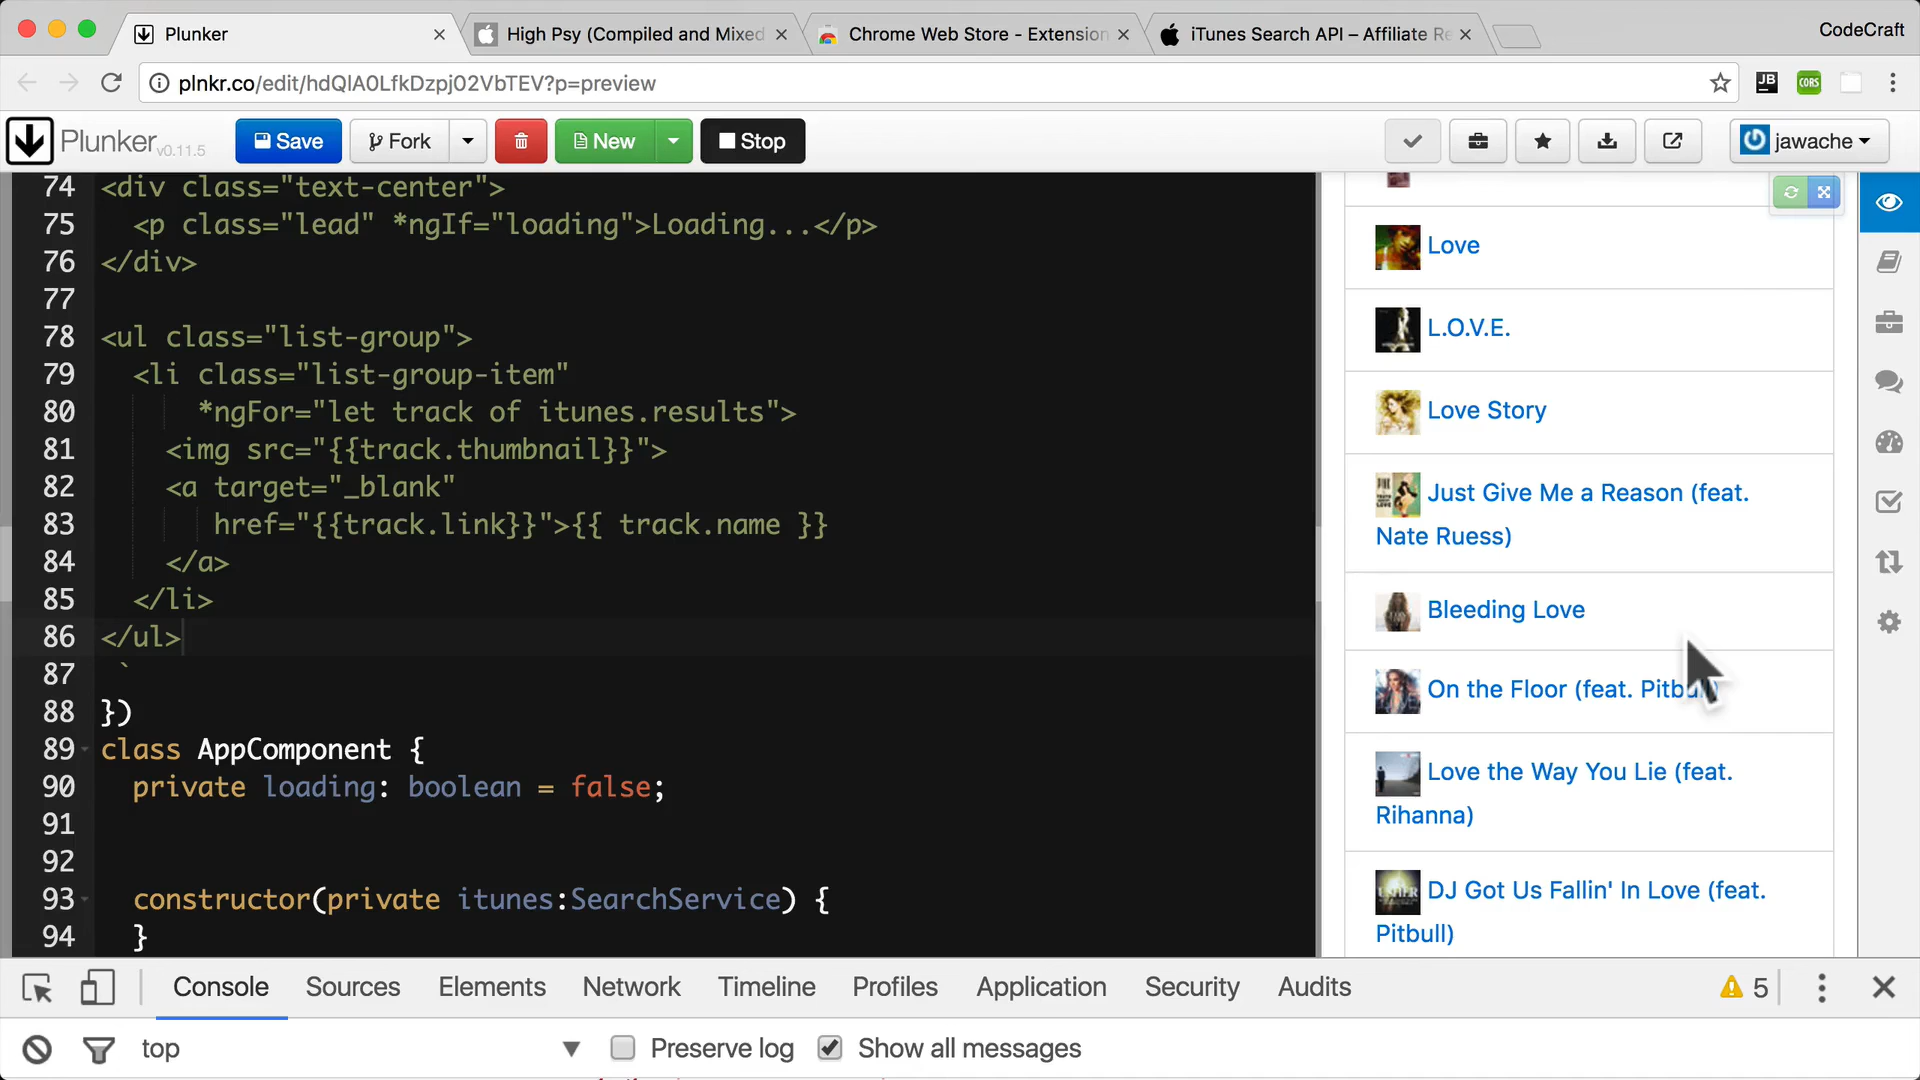 Plunker
High Psy (Compiled and Mixed
Chrome Web Store - Extension
iTunes Search API – Affiliate Re
CodeCraft
plnkr.co/edit/hdQIA0LfkDzpj02VbTEV?p=preview
JB
CORS
Plunker v0.11.5
Save
Fork
New
Stop
jawache
74 <div class="text-center">
75 <p class="lead" *ngIf="loading">Loading...</p>
76 </div>
77
78 <ul class="list-group">
79 <li class="list-group-item"
80 *ngFor="let track of itunes.results">
81 <img src="{{track.thumbnail}}">
82 <a target="_blank"
83 href="{{track.link}}">{{ track.name }}
84 </a>
85 </li>
86 </ul>
87 `
88 })
89 class AppComponent {
90 private loading: boolean = false;
91
92
93 constructor(private itunes:SearchService) {
94 }
Love
L.O.V.E.
Love Story
Just Give Me a Reason (feat.
Nate Ruess)
Bleeding Love
On the Floor (feat. Pitbull)
Love the Way You Lie (feat.
Rihanna)
DJ Got Us Fallin' In Love (feat.
Pitbull)
Console
Sources
Elements
Network
Timeline
Profiles
Application
Security
Audits
5
top
Preserve log
Show all messages